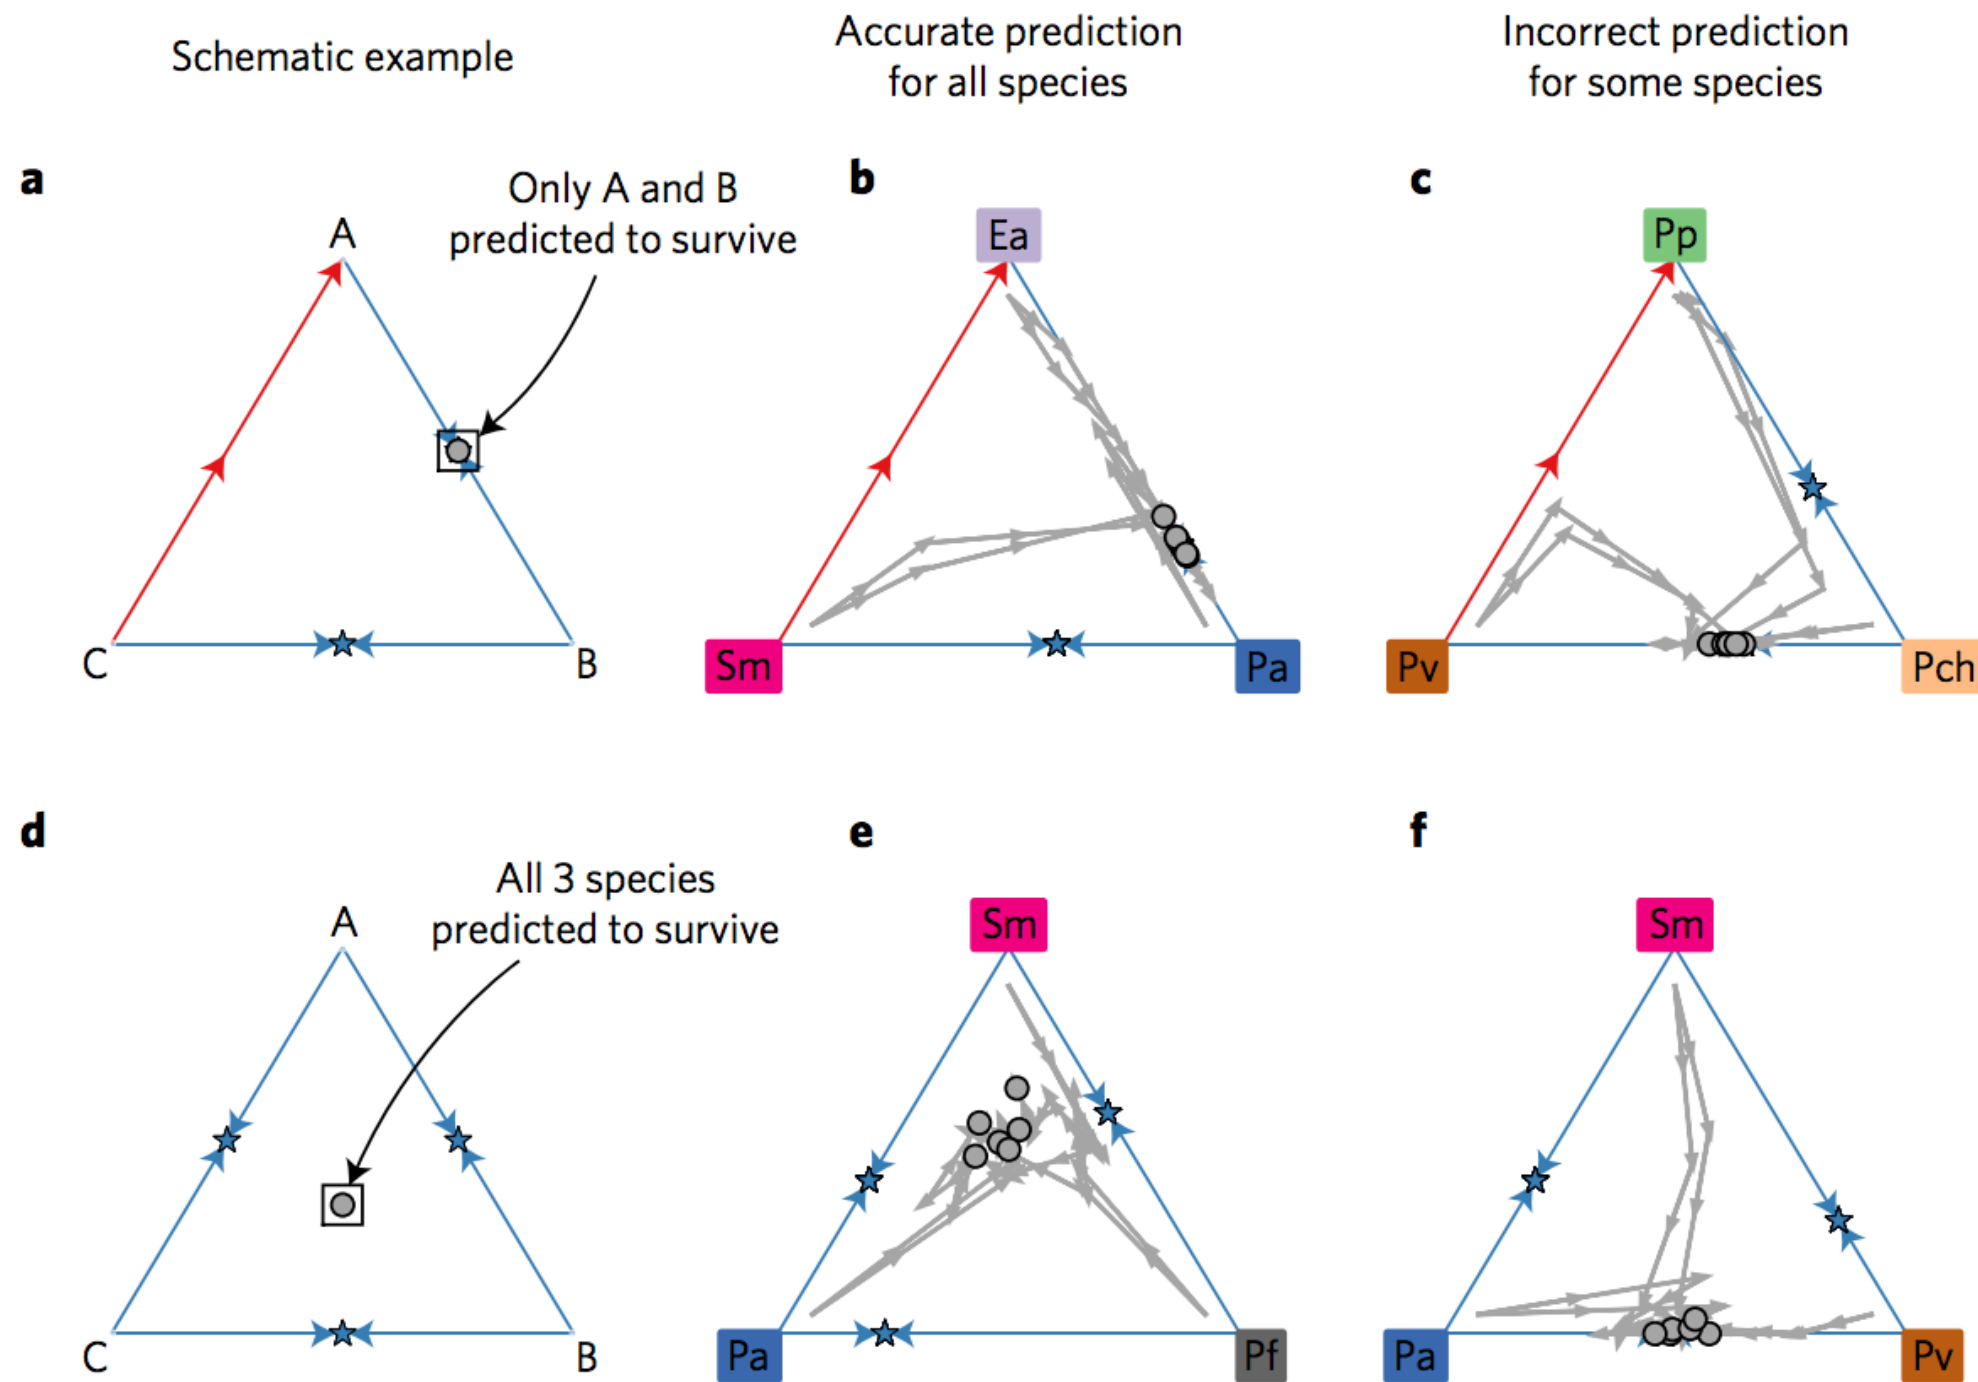 Schematic example
Accurate prediction
for all species
Incorrect prediction
for some species
a
Only A and B
predicted to survive
A
C
B
b
Ea
Sm
Pa
c
Pp
Pv
Pch
d
All 3 species
predicted to survive
A
C
B
e
Sm
Pa
Pf
f
Sm
Pa
Pv